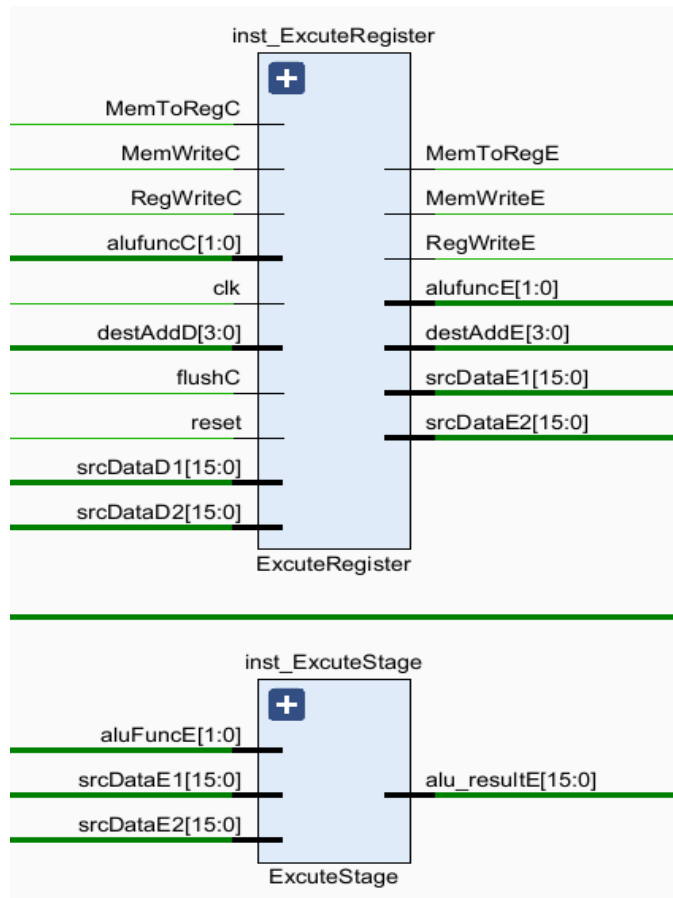 inst_ExcuteRegister
MemToRegC
MemWriteC
MemToRegE
RegWriteC
MemWriteE
alufuncC[1:0]
RegWriteE
clk
alufuncE[1:0]
destAddD[3:0]
destAddE[3:0]
flushC
srcDataE1[15:0]
reset
srcDataE2[15:0]
srcDataD1[15:0]
srcDataD2[15:0]
ExcuteRegister
inst_ExcuteStage
aluFuncE[1:0]
srcDataE1[15:0]
alu_resultE[15:0]
srcDataE2[15:0]
ExcuteStage